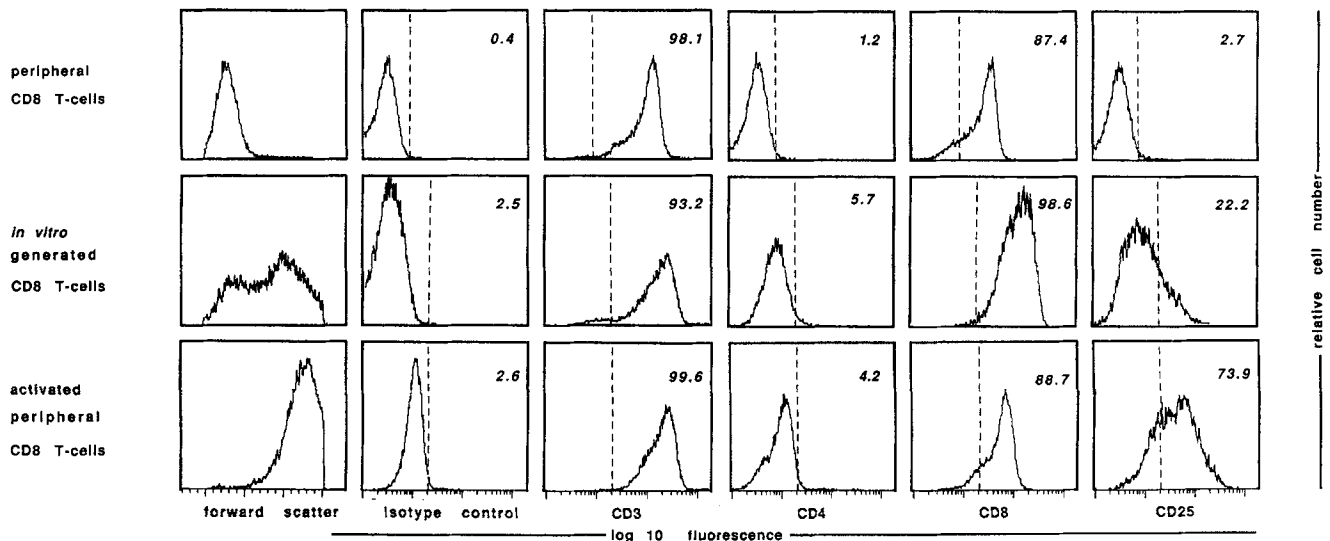 peripheral
CD8 T-cells
0.4
98.1
1.2
87.4
2.7
in vitro
generated
CD8 T-cells
2.5
93.2
5.7
98.6
22.2
activated
peripheral
CD8 T-cells
2.6
99.6
4.2
88.7
73.9
forward scatter
Isotype control
CD3
CD4
CD8
CD25
log 10 fluorescence
relative cell number